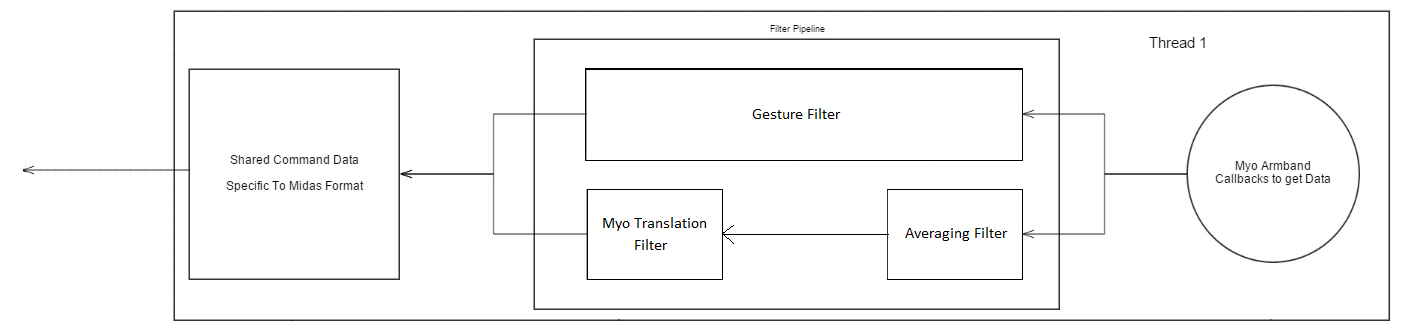 Filter Pipeline
Thread 1
Gesture Filter
Shared Command Data
Specific To Midas Format
Myo Armband
Callbacks to get Data
Myo Translation
Filter
Averaging Filter